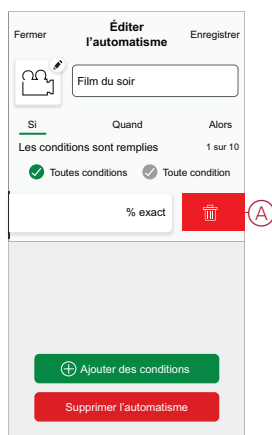 Fermer
Éditer
l'automatisme
Enregistrer
Film du soir
Si
Quand
Alors
Les conditions sont remplies
1 sur 10
Toutes conditions
Toute condition
% exact
A
Ajouter des conditions
Supprimer l'automatisme